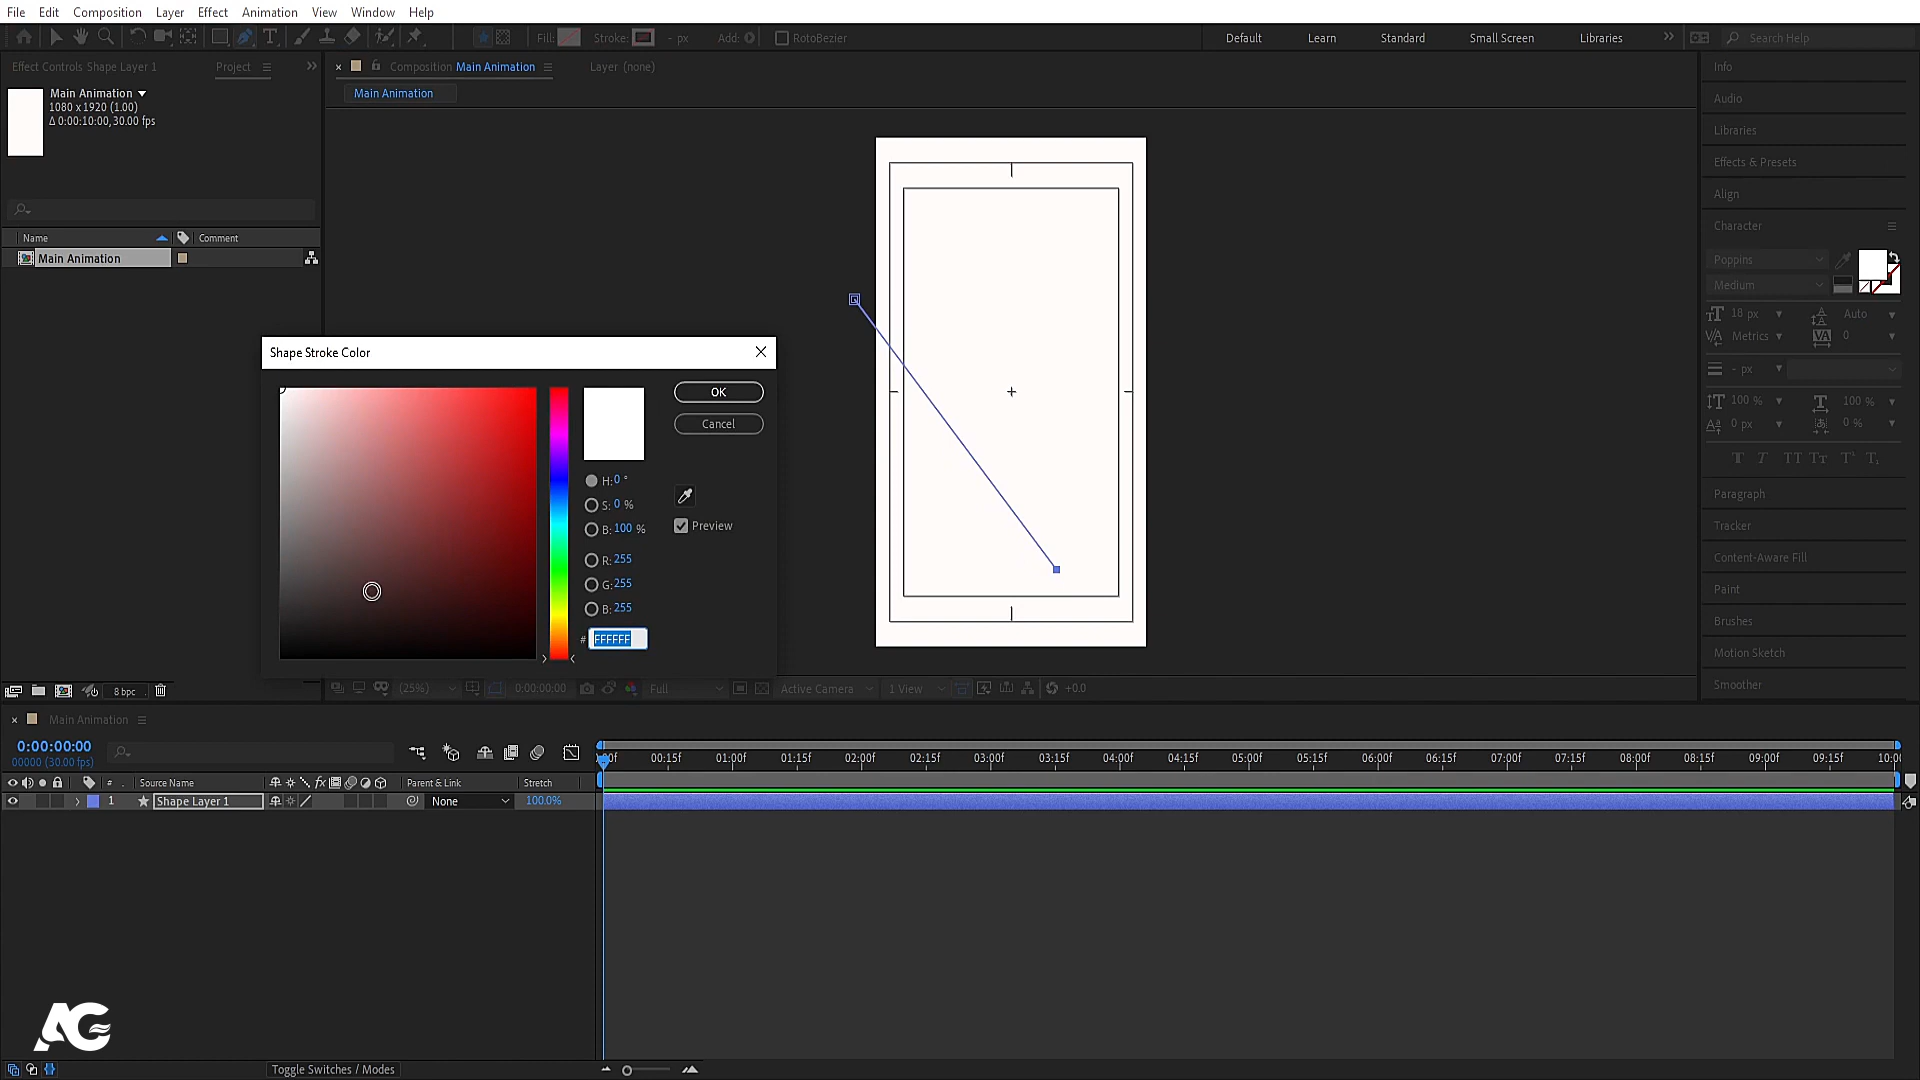 File Edit Composition Layer Effect Animation View Window Help
Fill: Stroke: - px Add: RotoBezier Default Learn Standard Small Screen Libraries Search Help
Effect Controls Shape Layer 1 Project
Composition Main Animation Layer (none)
Main Animation
Main Animation
1080 x 1920 (1.00)
Δ 0:00:10:00, 30.00 fps
Name Comment
Main Animation
Shape Stroke Color
OK
Cancel
H: 0 °
S: 0 %
B: 100 %
Preview
R: 255
G: 255
B: 255
# FFFFFF
Info
Audio
Libraries
Effects & Presets
Align
Character
Poppins
Medium
18 px Auto
Metrics 0
- px
100 % 100 %
0 px 0 %
Paragraph
Tracker
Content-Aware Fill
Paint
Brushes
Motion Sketch
Smoother
8 bpc
(25%) 0:00:00:00 Full Active Camera 1 View +0.0
Main Animation
0:00:00:00
00000 (30.00 fps)
00:15f 01:00f 01:15f 02:00f 02:15f 03:00f 03:15f 04:00f 04:15f 05:00f 05:15f 06:00f 06:15f 07:00f 07:15f 08:00f 08:15f 09:00f 09:15f 10:00
# Source Name fx Parent & Link Stretch
1 Shape Layer 1 None 100.0%
AG
Toggle Switches / Modes